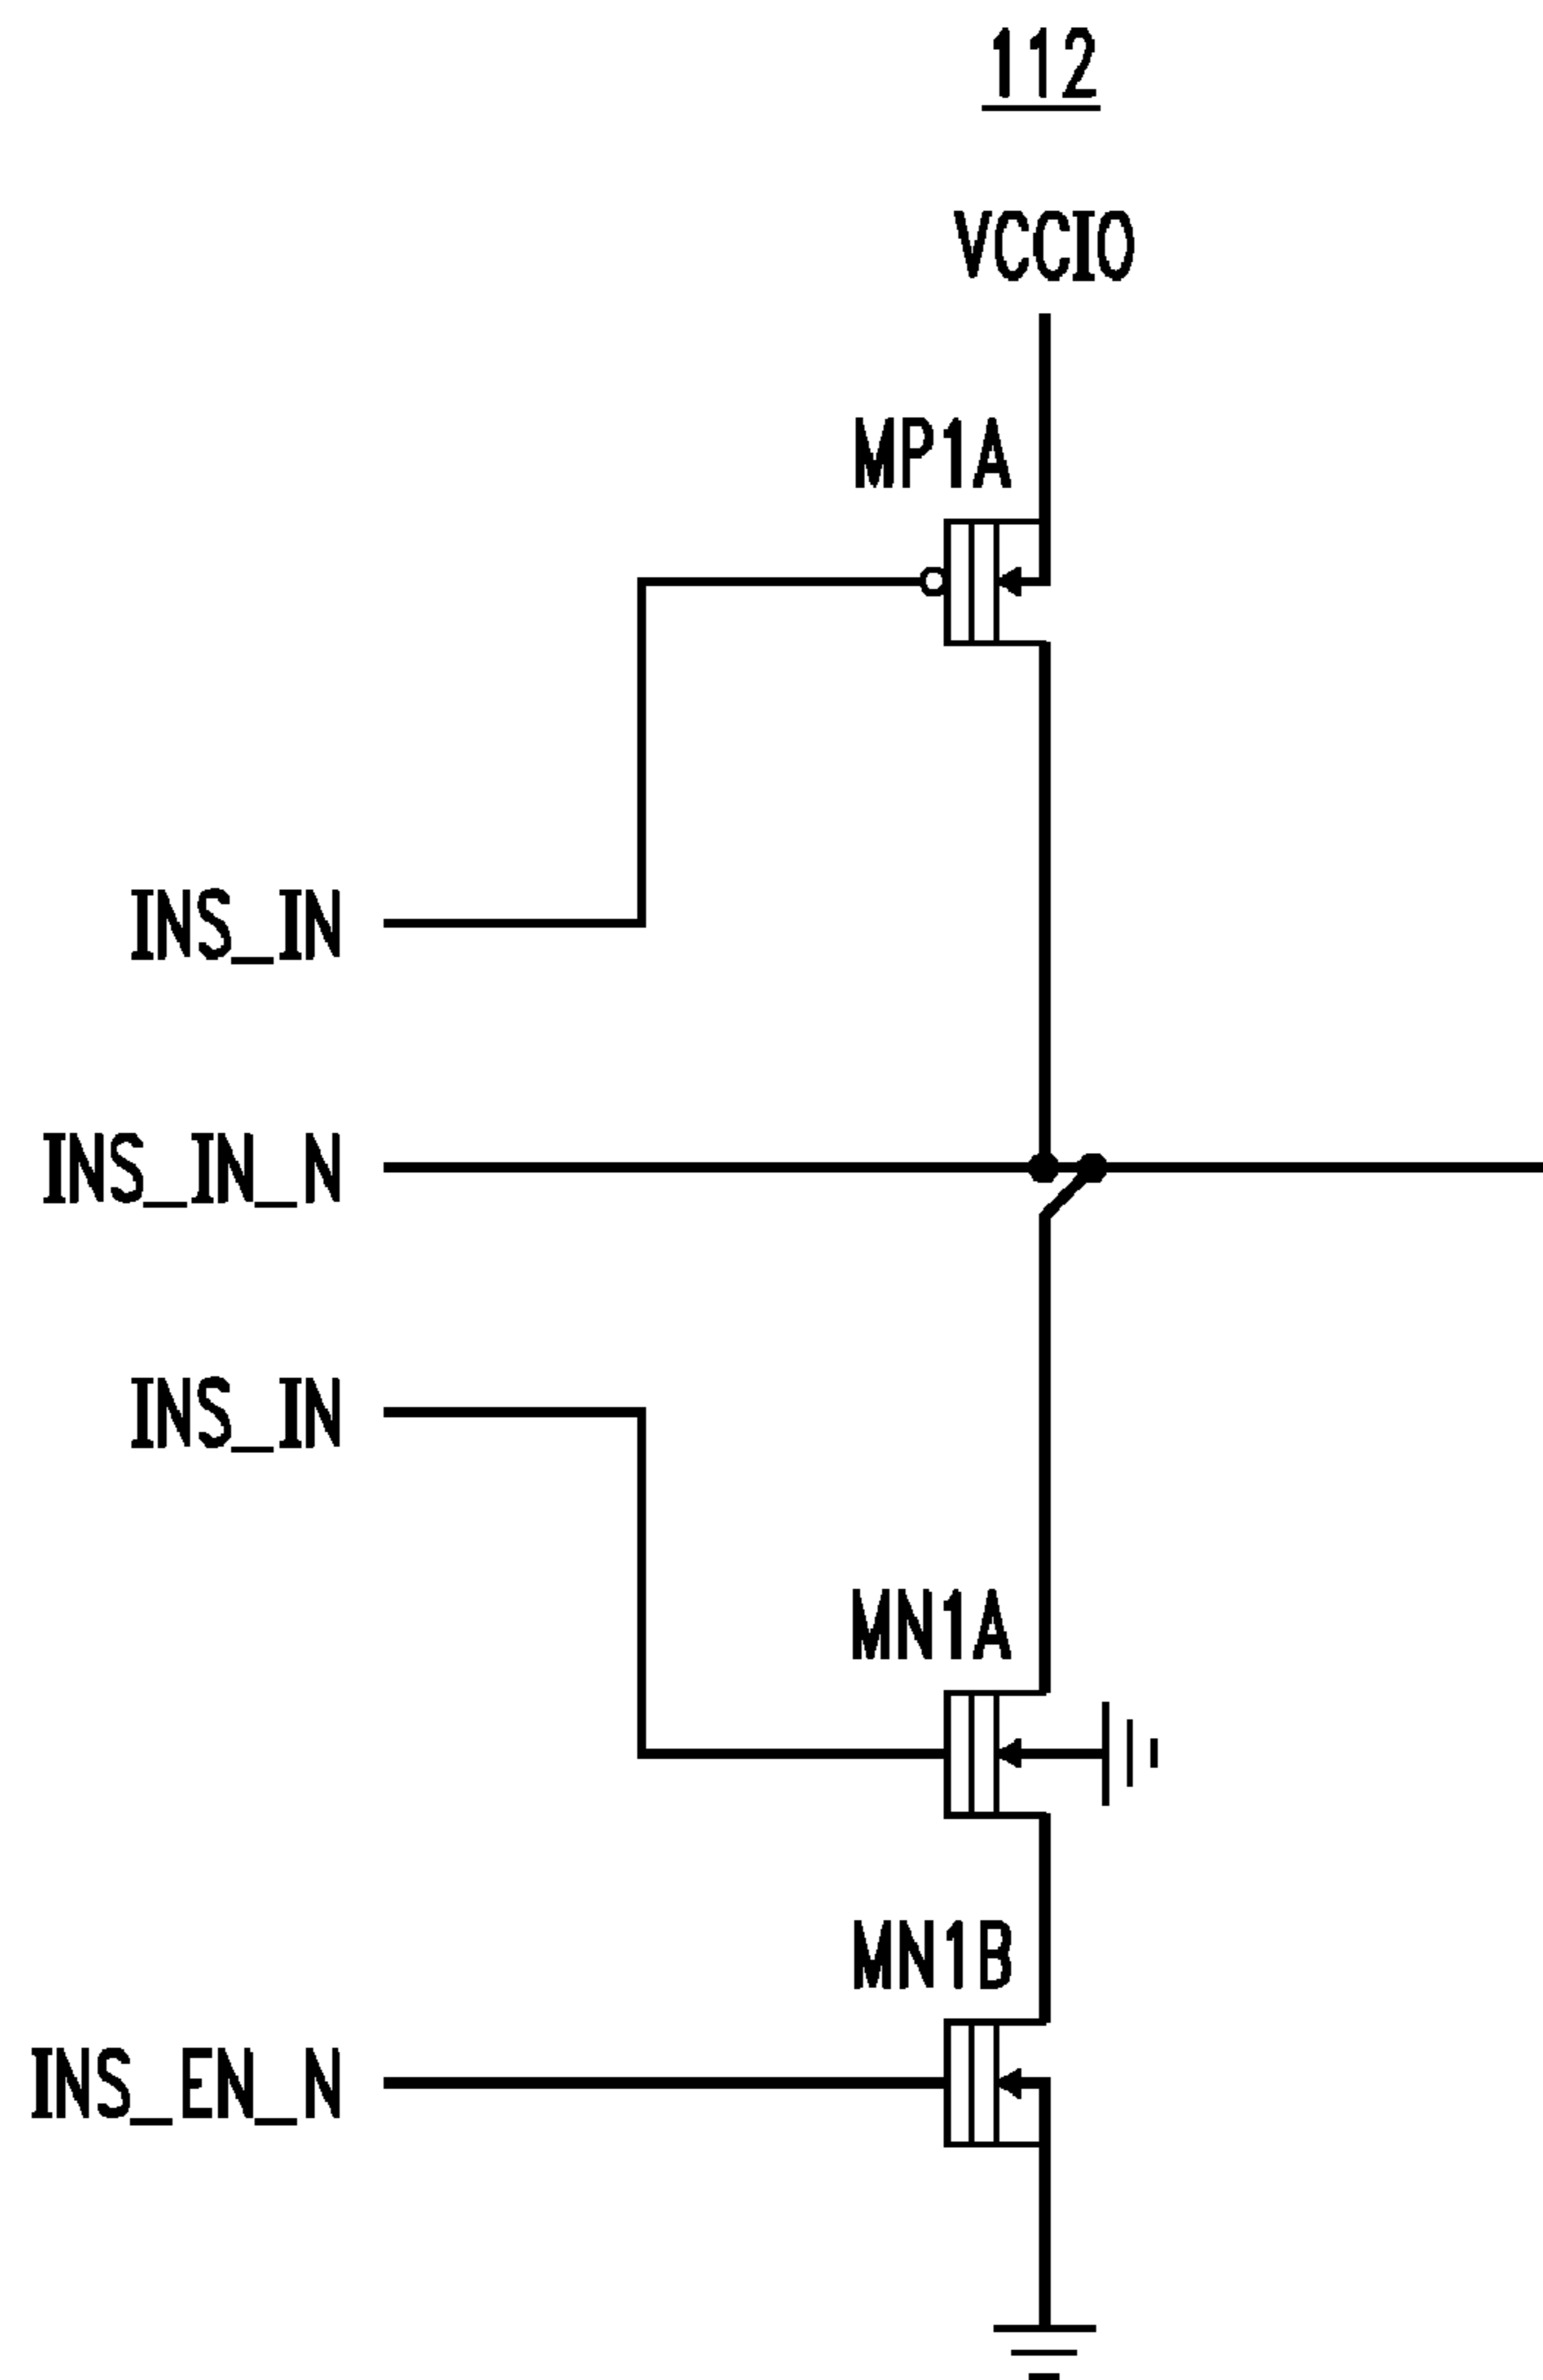 112
VCCIO
MP1A
INS_IN
INS_IN_N
INS_IN
MN1A
MN1B
INS_EN_N